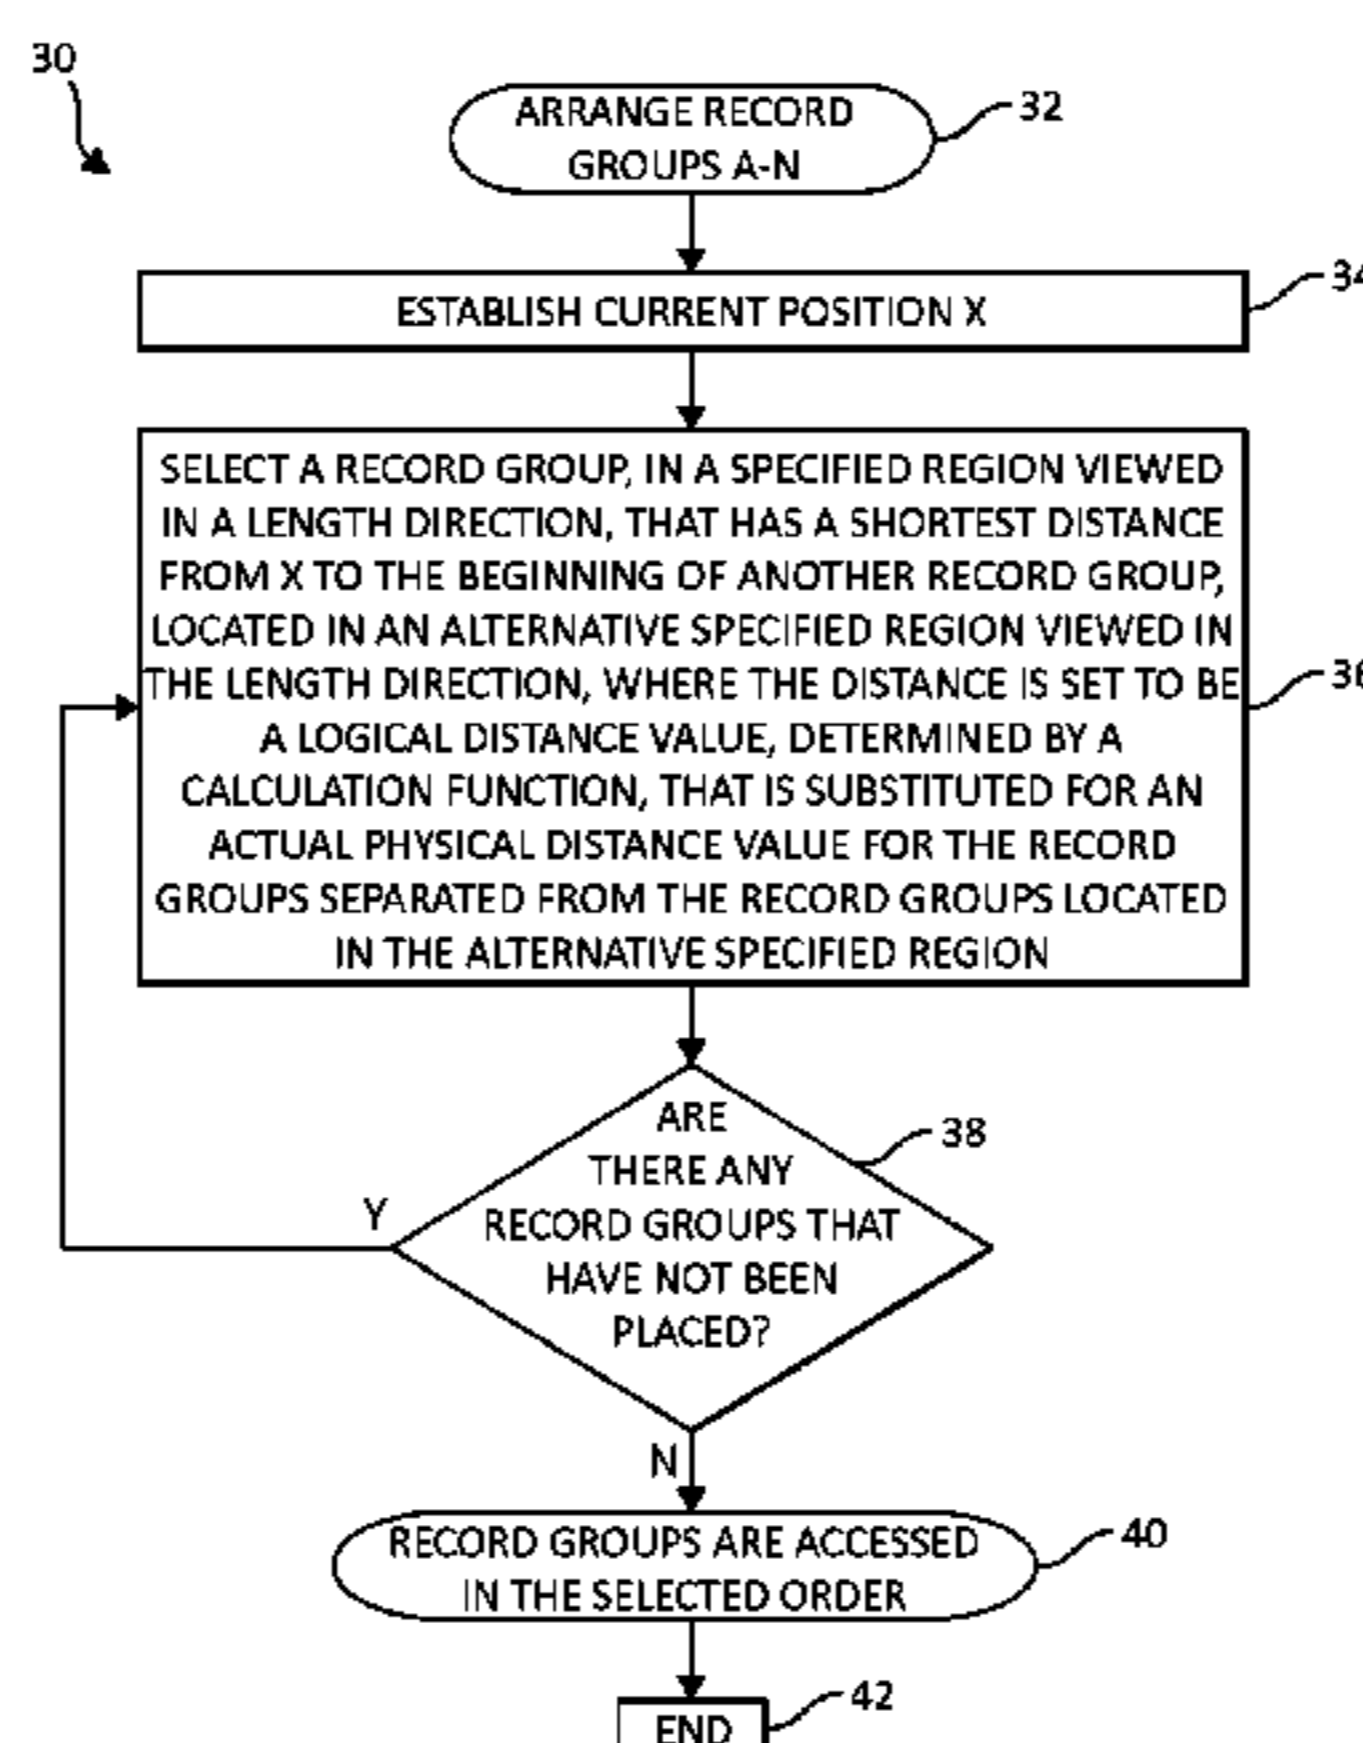 30
ARRANGE RECORD
GROUPS A-N
32
ESTABLISH CURRENT POSITION X
SELECT A RECORD GROUP, IN A SPECIFIED REGION VIEWED
IN A LENGTH DIRECTION, THAT HAS A SHORTEST DISTANCE
FROM X TO THE BEGINNING OF ANOTHER RECORD GROUP,
LOCATED IN AN ALTERNATIVE SPECIFIED REGION VIEWED IN
THE LENGTH DIRECTION, WHERE THE DISTANCE IS SET TO BE
A LOGICAL DISTANCE VALUE, DETERMINED BY A
CALCULATION FUNCTION, THAT IS SUBSTITUTED FOR AN
ACTUAL PHYSICAL DISTANCE VALUE FOR THE RECORD
GROUPS SEPARATED FROM THE RECORD GROUPS LOCATED
IN THE ALTERNATIVE SPECIFIED REGION
ARE
THERE ANY
RECORD GROUPS THAT
HAVE NOT BEEN
PLACED?
38
Y
N
RECORD GROUPS ARE ACCESSED
IN THE SELECTED ORDER
40
END
42